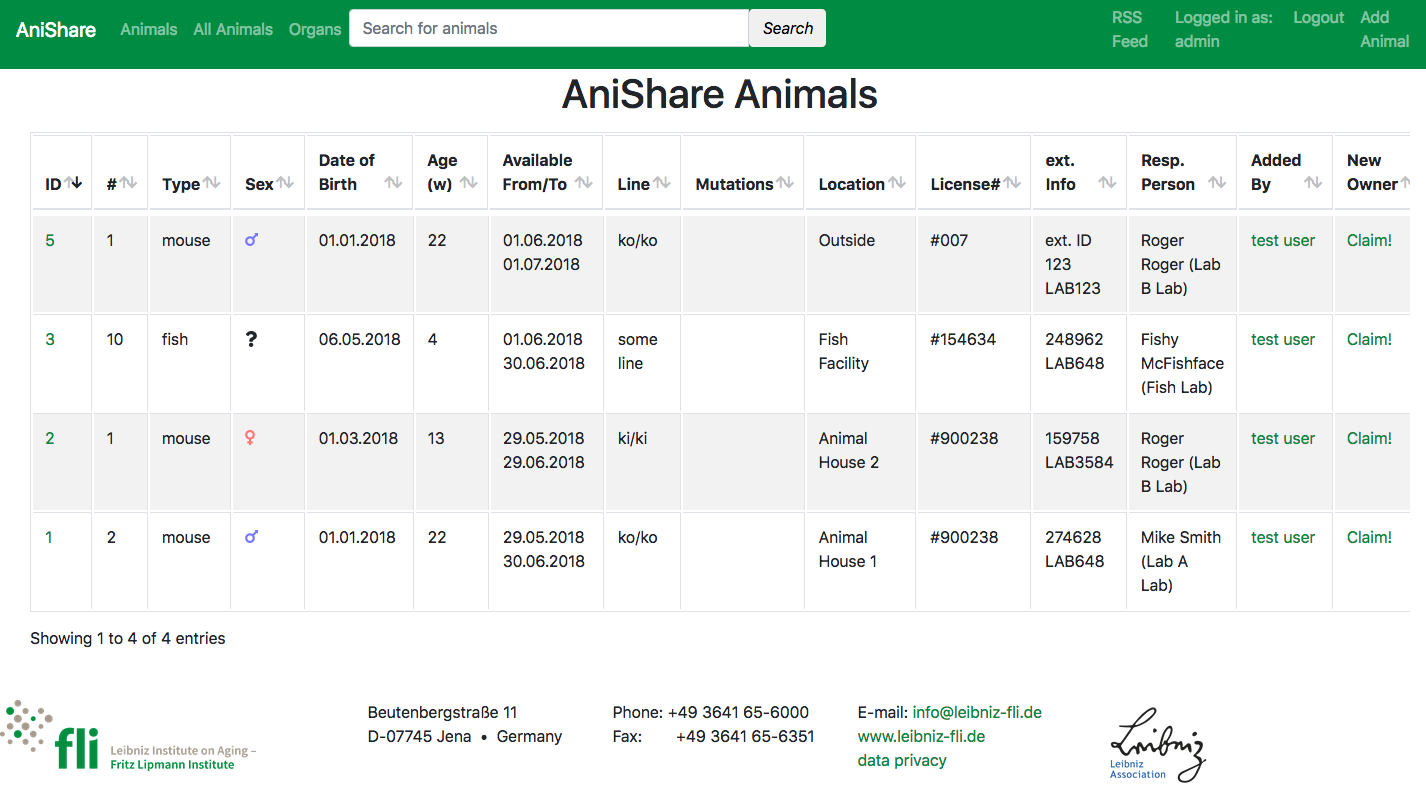 AniShare Animals All Animals Organs Search for animals Search RSS Feed Logged in as: admin Logout Add Animal
AniShare Animals
ID # Type Sex Date of Birth Age (w) Available From/To Line Mutations Location License# ext. Info Resp. Person Added By New Owner
5 1 mouse ♂ 01.01.2018 22 01.06.2018 01.07.2018 ko/ko Outside #007 ext. ID 123 LAB123 Roger Roger (Lab B Lab) test user Claim!
3 10 fish ? 06.05.2018 4 01.06.2018 30.06.2018 some line Fish Facility #154634 248962 LAB648 Fishy McFishface (Fish Lab) test user Claim!
2 1 mouse ♀ 01.03.2018 13 29.05.2018 29.06.2018 ki/ki Animal House 2 #900238 159758 LAB3584 Roger Roger (Lab B Lab) test user Claim!
1 2 mouse ♂ 01.01.2018 22 29.05.2018 30.06.2018 ko/ko Animal House 1 #900238 274628 LAB648 Mike Smith (Lab A Lab) test user Claim!
Showing 1 to 4 of 4 entries
fli Leibniz Institute on Aging –
Fritz Lipmann Institute
Beutenbergstraße 11
D-07745 Jena • Germany
Phone: +49 3641 65-6000
Fax: +49 3641 65-6351
E-mail: info@leibniz-fli.de
www.leibniz-fli.de
data privacy
Leibniz
Leibniz
Association